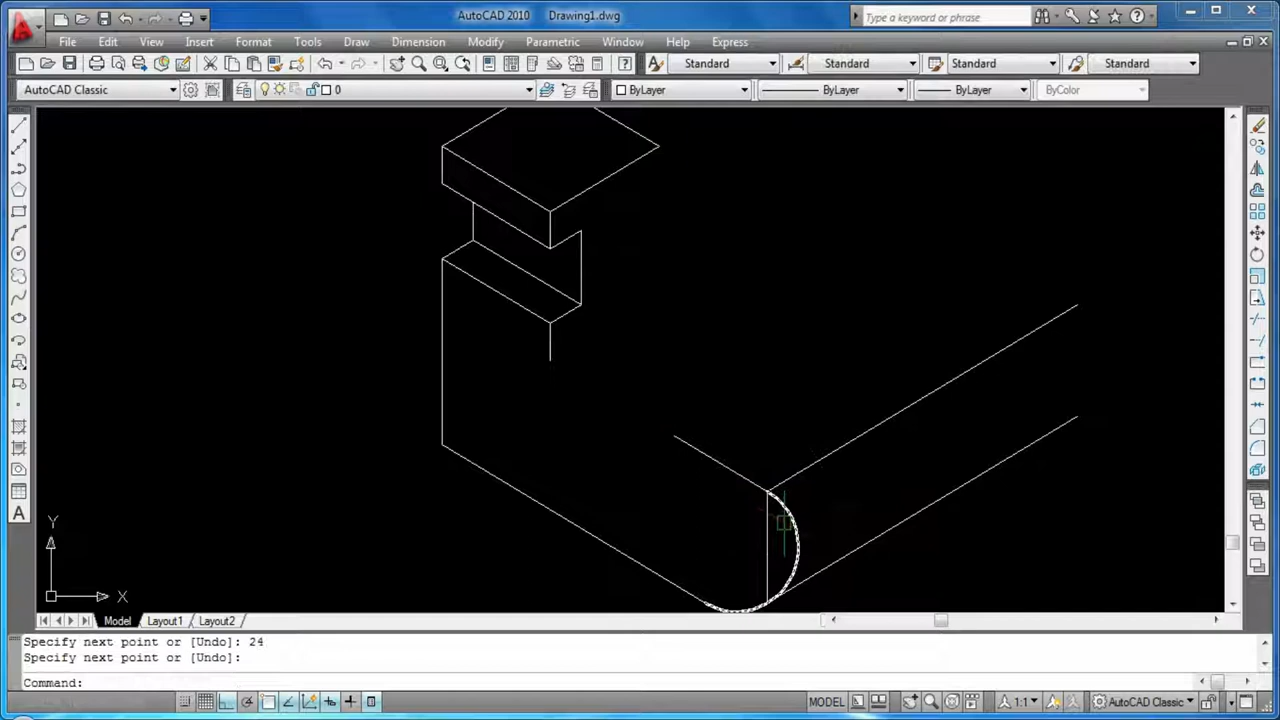 AutoCAD 2010 Drawing1.dwg
Type a keyword or phrase
File Edit View Insert Format Tools Draw Dimension Modify Parametric Window Help Express
Standard Standard Standard Standard
AutoCAD Classic 0 ByLayer ByLayer ByLayer ByColor
A
Y
X
Model Layout1 Layout2
Specify next point or [Undo]: 24
Specify next point or [Undo]:
Command:
MODEL 1:1 AutoCAD Classic